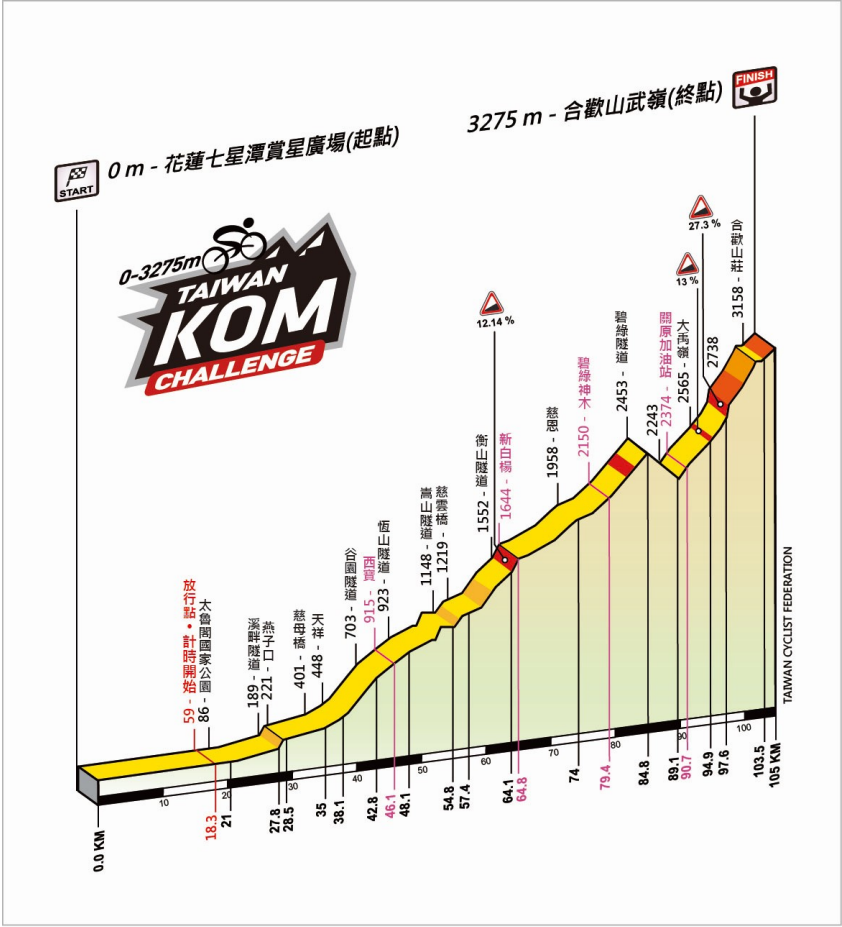 START
0 m - 花蓮七星潭賞星廣場(起點)
3275 m - 合歡山武嶺(終點)
FINISH
0-3275m
TAIWAN
KOM
CHALLENGE
59 - 放行點・計時開始
86 - 太魯閣國家公園
189 - 溪畔隧道
221 - 燕子口
401 - 慈母橋
448 - 天祥
703 - 谷園隧道
915 - 西寶
923 - 恆山隧道
1148 - 嵩山隧道
1219 - 慈雲橋
1552 - 衡山隧道
12.14 %
1644 - 新白楊
1958 - 慈恩
2150 - 碧綠神木
2453 - 碧綠隧道
2243
2374 - 關原加油站
2565 - 大禹嶺
13 %
27.3 %
2738
3158 - 合歡山莊
10
20
30
40
50
60
70
80
90
100
0.0 KM
18.3
21
27.8
28.5
35
38.1
42.8
46.1
48.1
54.8
57.4
64.1
64.8
74
79.4
84.8
89.1
90.7
94.9
97.6
103.5
105 KM
TAIWAN CYCLIST FEDERATION